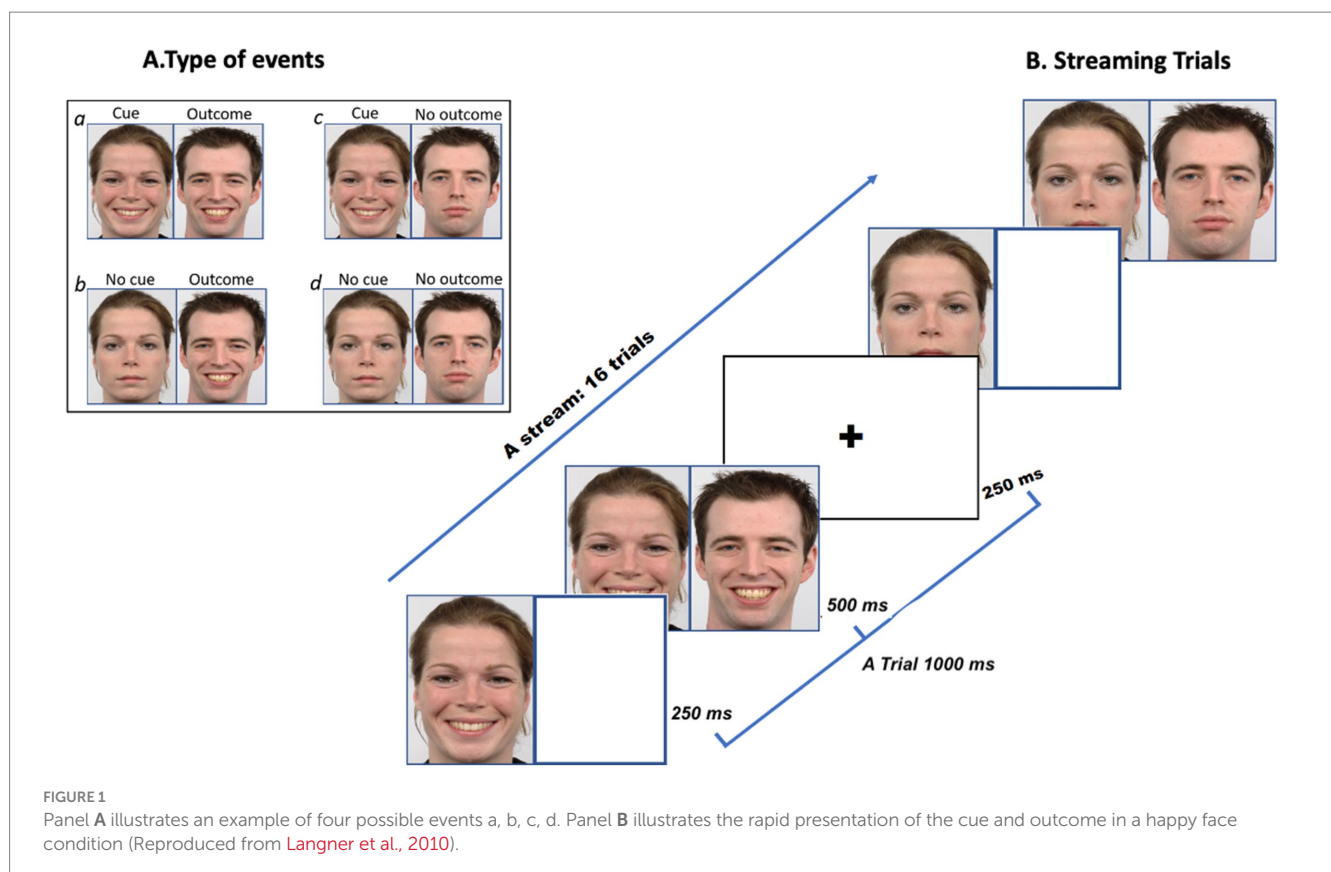 A.Type of events
B. Streaming Trials
a Cue Outcome
c Cue No outcome
b No cue Outcome
d No cue No outcome
A stream: 16 trials
250 ms
500 ms
A Trial 1000 ms
250 ms
FIGURE 1
Panel A illustrates an example of four possible events a, b, c, d. Panel B illustrates the rapid presentation of the cue and outcome in a happy face
condition (Reproduced from Langner et al., 2010).